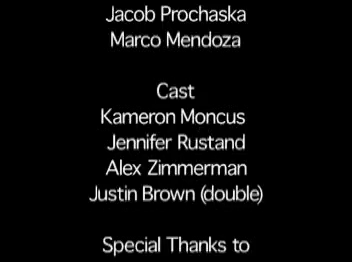 Jacob Prochaska
Marco Mendoza
Cast
Kameron Moncus
Jennifer Rustand
Alex Zimmerman
Justin Brown (double)
Special Thanks to